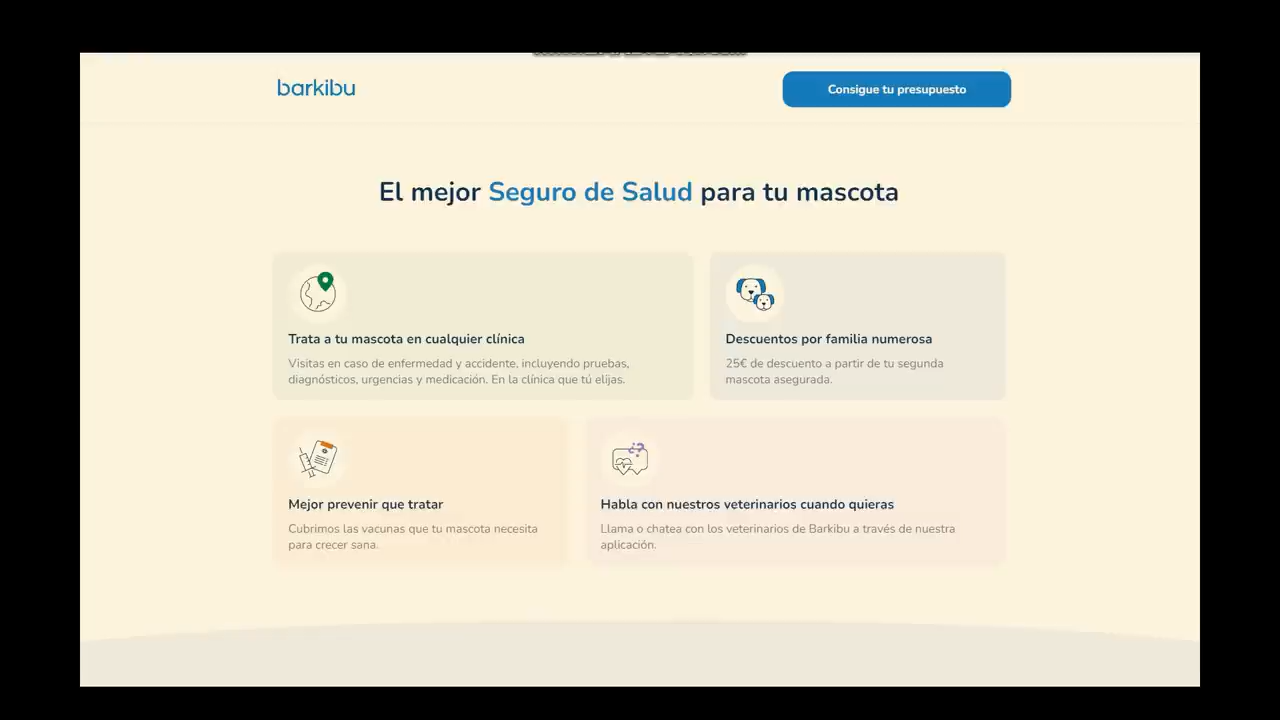 barkibu
Consigue tu presupuesto
El mejor Seguro de Salud para tu mascota
Trata a tu mascota en cualquier clínica
Visitas en caso de enfermedad y accidente, incluyendo pruebas,
diagnósticos, urgencias y medicación. En la clínica que tú elijas.
Descuentos por familia numerosa
25€ de descuento a partir de tu segunda
mascota asegurada.
Mejor prevenir que tratar
Cubrimos las vacunas que tu mascota necesita
para crecer sana.
Habla con nuestros veterinarios cuando quieras
Llama o chatea con los veterinarios de Barkibu a través de nuestra
aplicación.